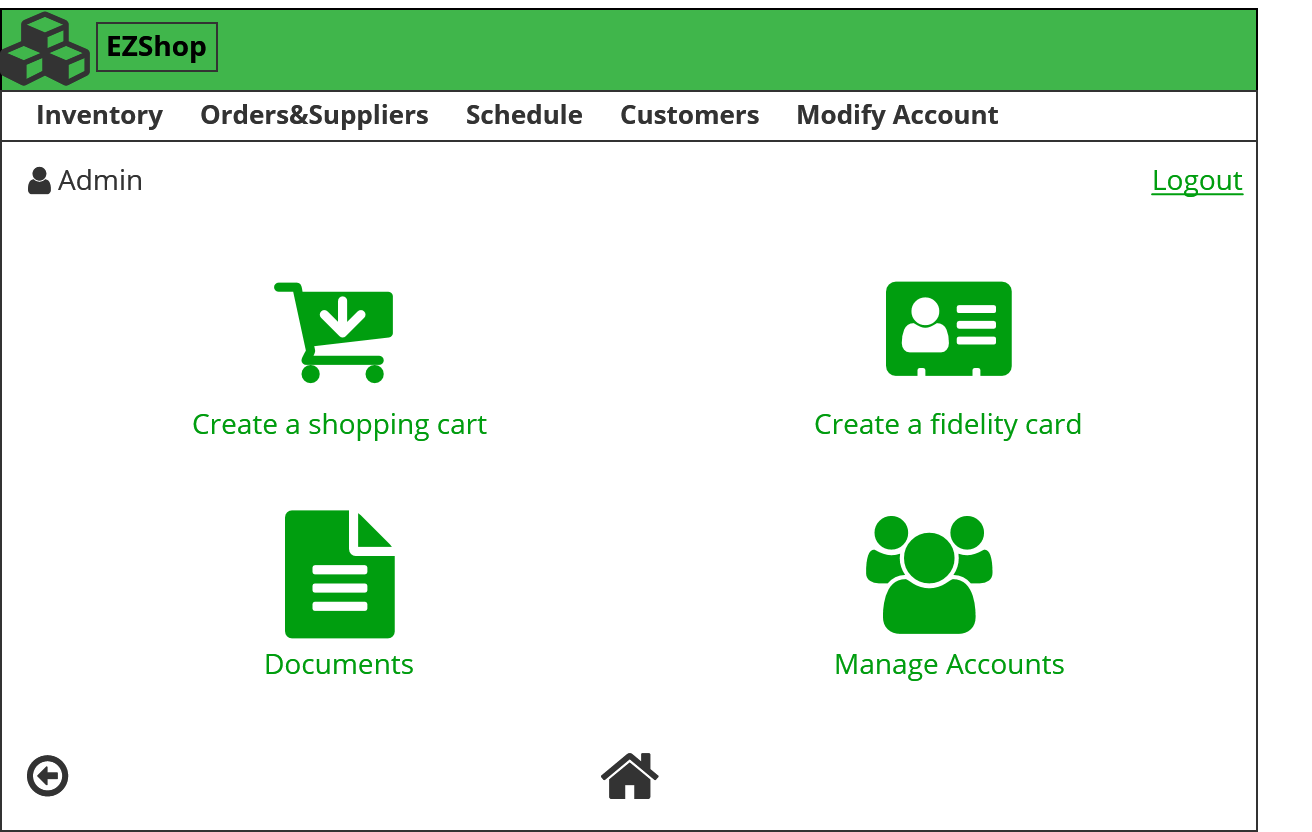 EZShop
Inventory Orders&Suppliers Schedule Customers Modify Account
Admin Logout
Create a shopping cart Create a fidelity card
Documents Manage Accounts